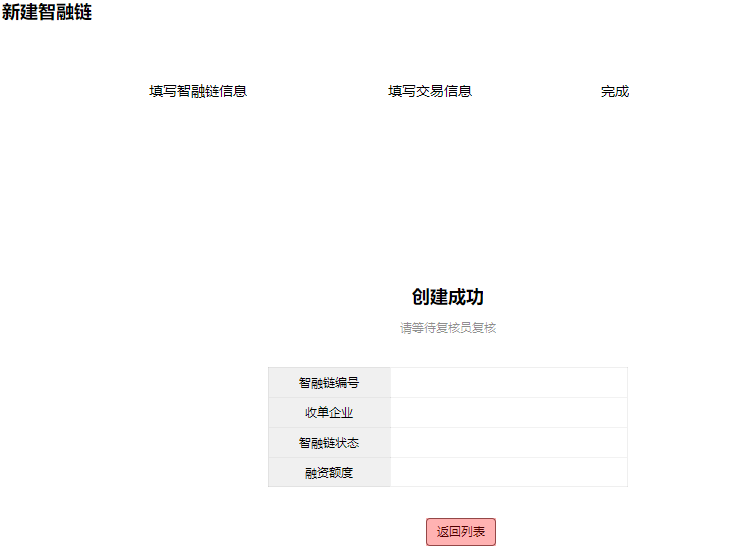 新建智融链
填写智融链信息 填写交易信息 完成
创建成功
请等待复核员复核
智融链编号
收单企业
智融链状态
融资额度
返回列表